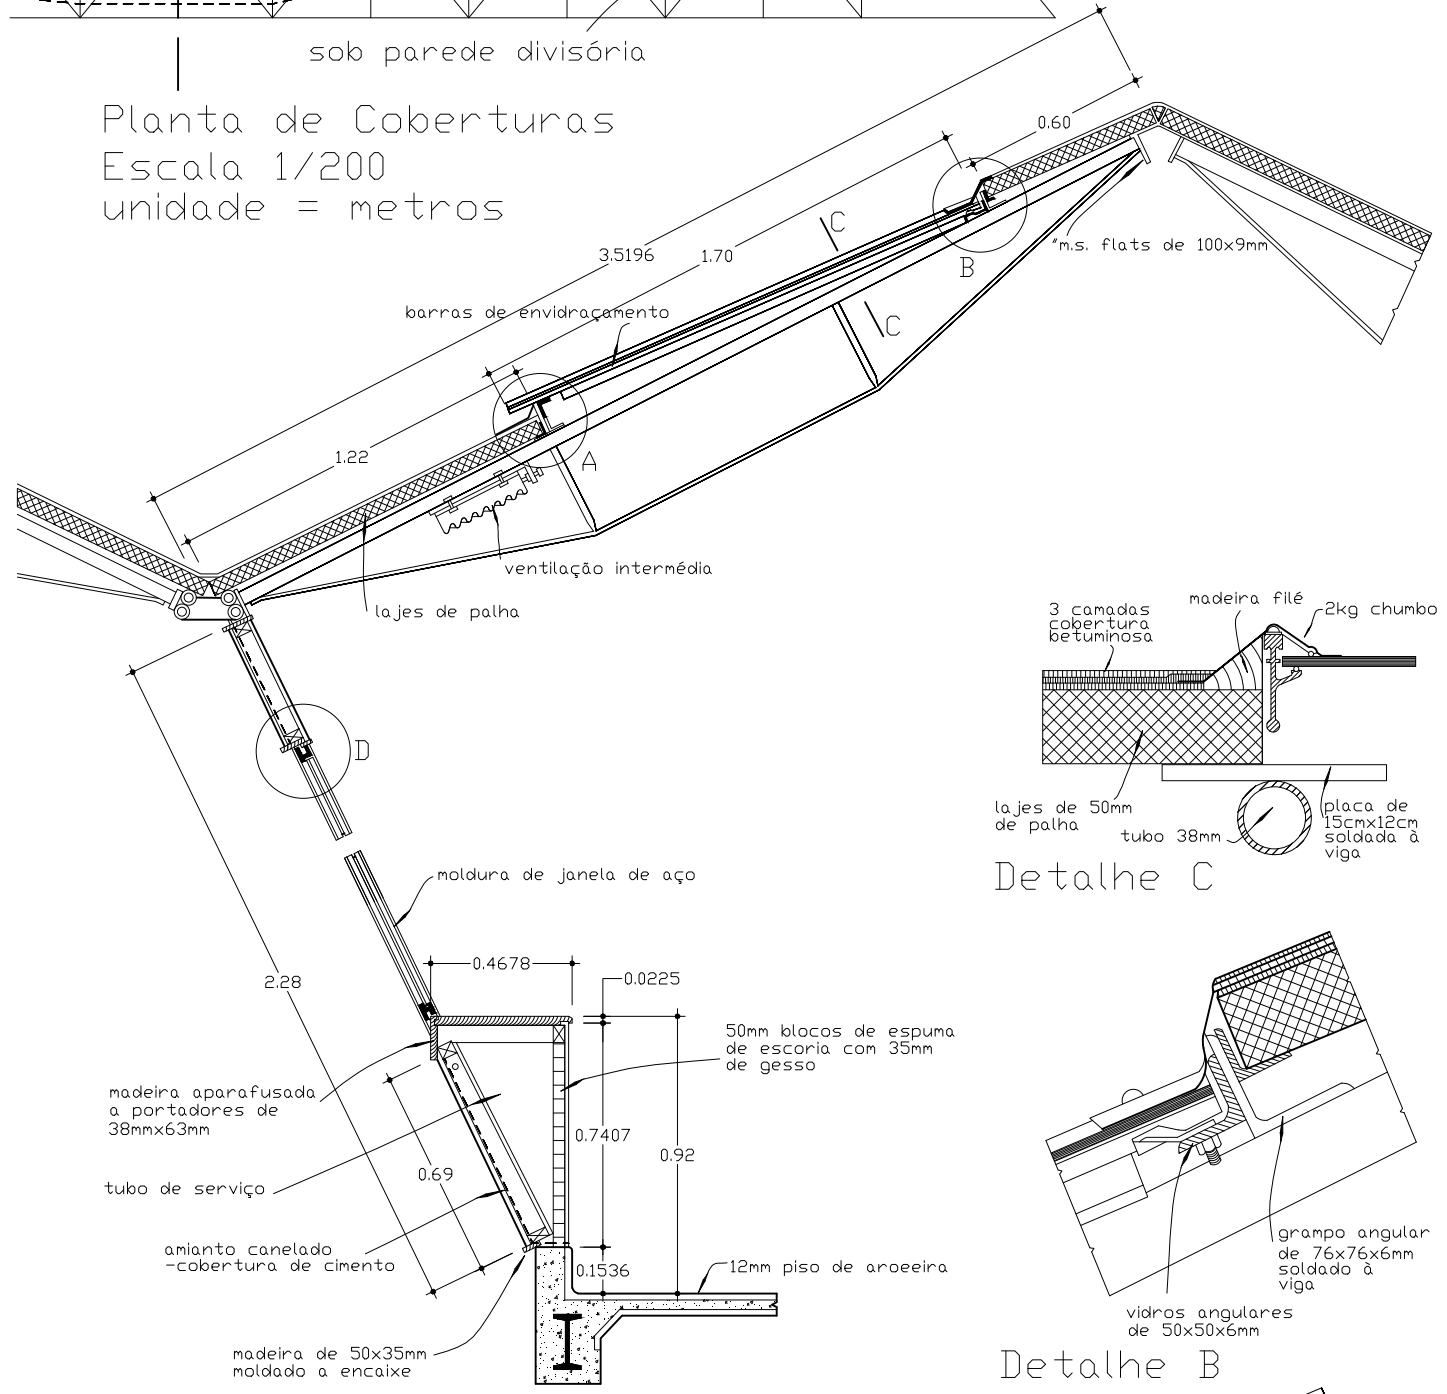 sob parede divisória
Planta de Coberturas
Escala 1/200
unidade = metros
0.60
3.5196
1.70
C
B
"m.s. flats de 100x9mm
barras de envidraçamento
C
1.22
A
ventilação intermédia
lajes de palha
D
3 camadas
cobertura
betuminosa
madeira filé
2kg chumbo
lajes de 50mm
de palha
tubo 38mm
placa de
15cmx12cm
soldada à
viga
Detalhe C
moldura de janela de aço
0.4678
0.0225
2.28
50mm blocos de espuma
de escoria com 35mm
de gesso
madeira aparafusada
a portadores de
38mmx63mm
0.7407
0.92
0.69
tubo de serviço
amianto canelado
-cobertura de cimento
0.1536
12mm piso de aroeeira
madeira de 50x35mm
moldado a encaixe
grampo angular
de 76x76x6mm
soldado à
viga
vidros angulares
de 50x50x6mm
Detalhe B